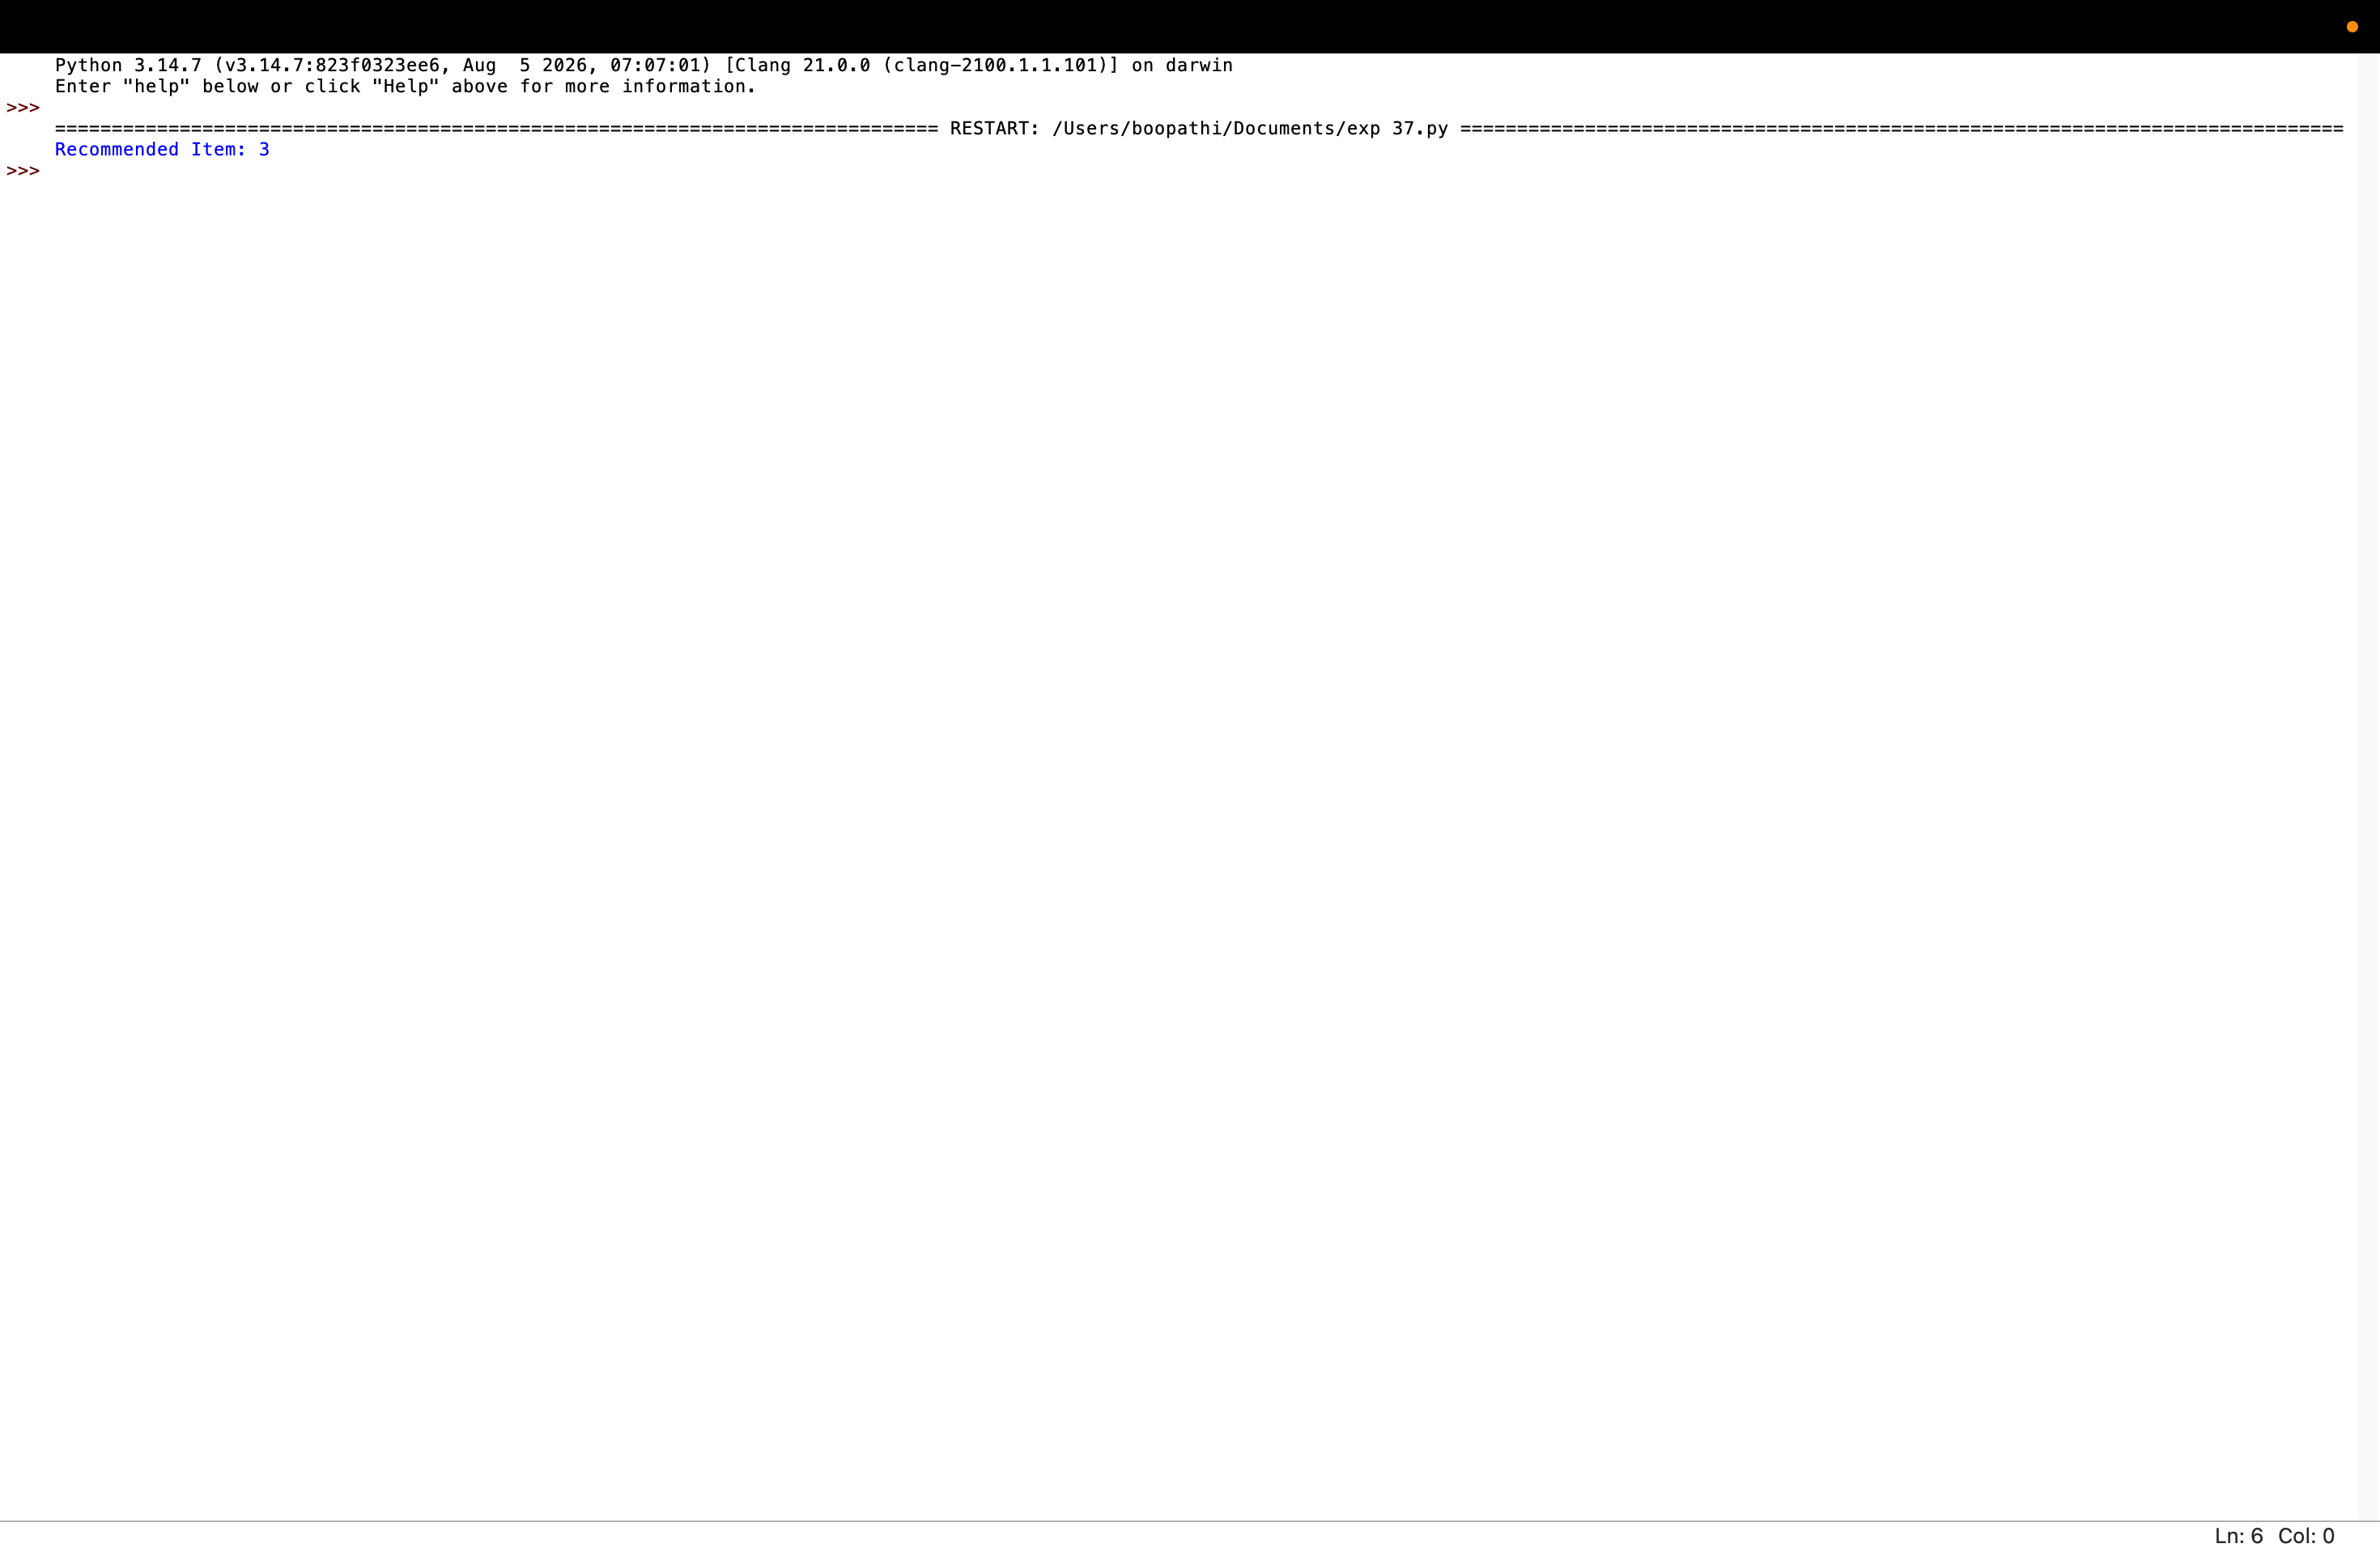 Python 3.14.7 (v3.14.7:823f0323ee6, Aug  5 2026, 07:07:01) [Clang 21.0.0 (clang-2100.1.1.101)] on darwin
Enter "help" below or click "Help" above for more information.
>>>
============================================================================== RESTART: /Users/boopathi/Documents/exp 37.py ==============================================================================
Recommended Item: 3
>>>
Ln: 6  Col: 0